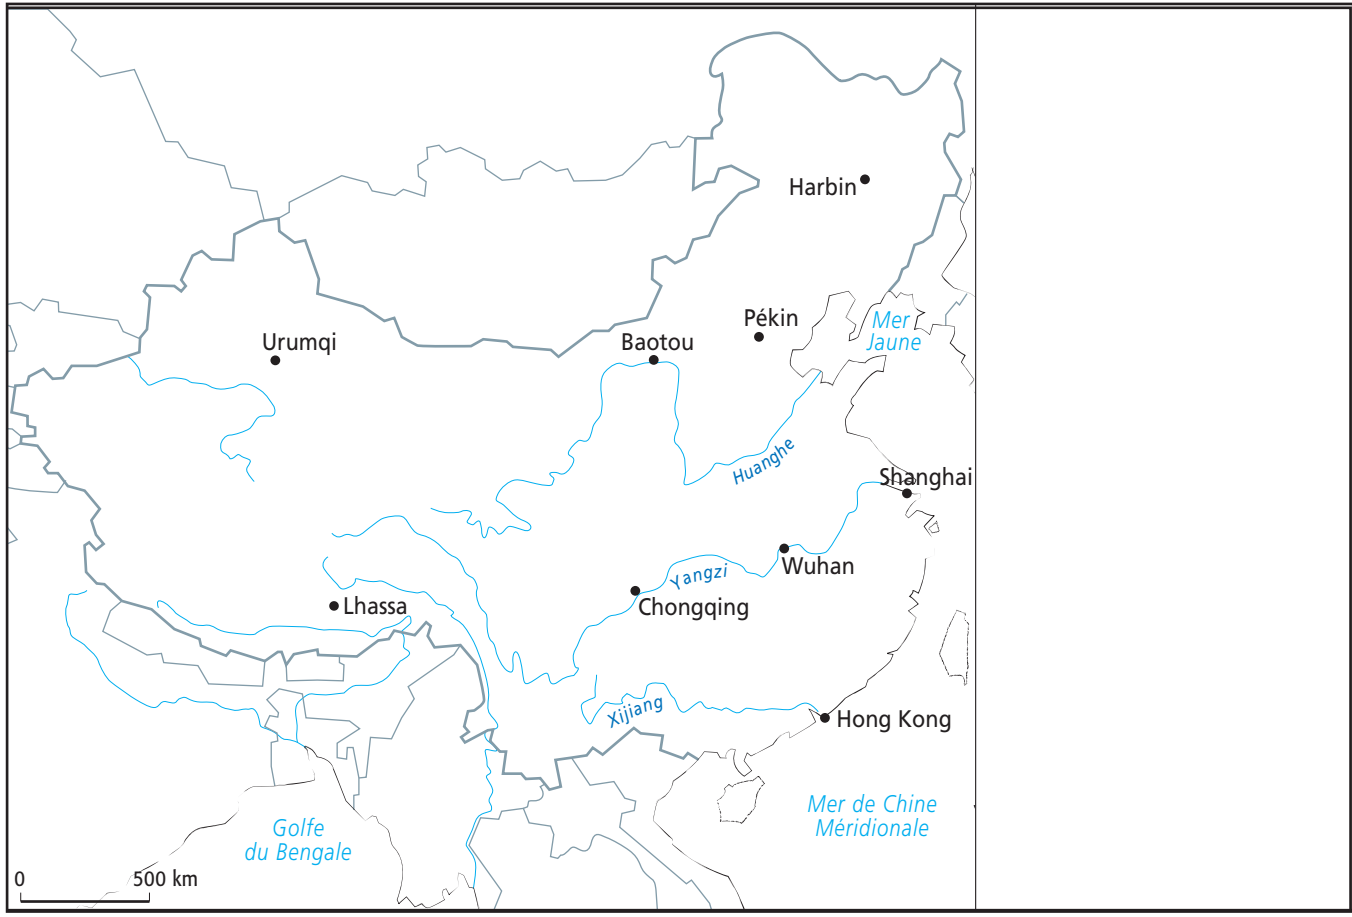 Harbin
Pékin
Mer
Jaune
Urumqi
Baotou
Huanghe
Shanghai
Yangzi
Wuhan
Lhassa
Chongqing
Xijiang
Hong Kong
Mer de Chine
Méridionale
Golfe
du Bengale
0 500 km